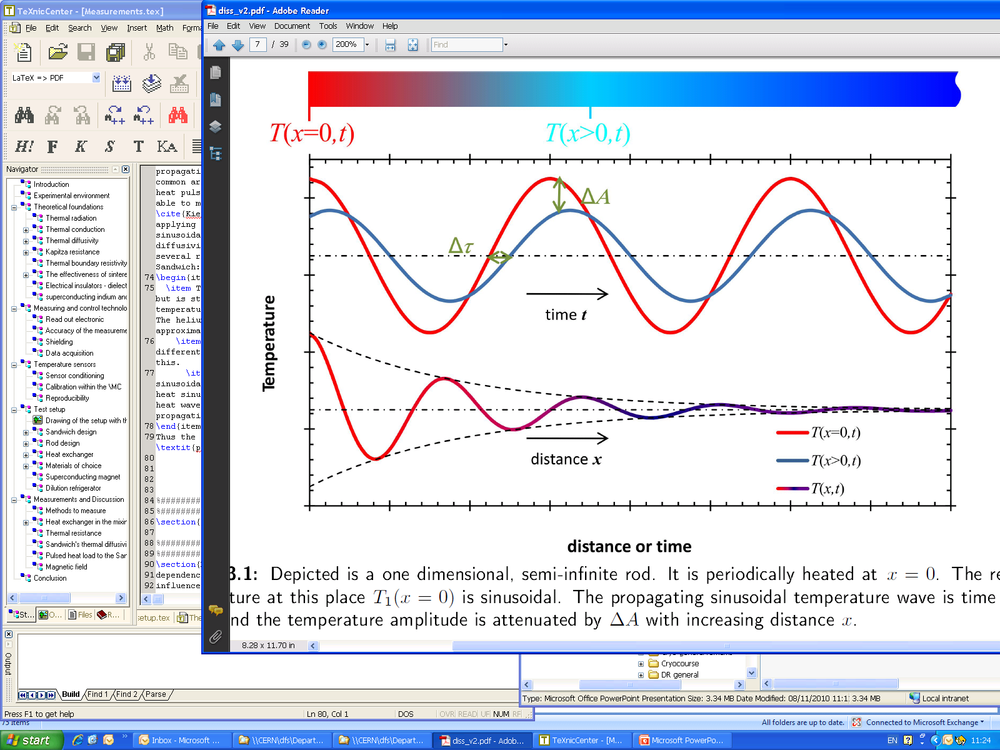 TeXnicCenter - [Measurements.tex]
File Edit Search View Insert Math
LaTeX => PDF
H! F K S T KA
Navigator
Introduction
Experimental environment
Theoretical foundations
Thermal radiation
Thermal conduction
Thermal diffusivity
Kapitza resistance
Thermal boundary resistivity
The effectiveness of sintere
Electrical insulators - dielect
superconducting indium and
Measuring and control technolo
Read out electronic
Accuracy of the measureme
Shielding
Data acquisition
Temperature sensors
Sensor conditioning
Calibration within the \MC
Reproducibility
Test setup
Drawing of the setup with th
Sandwich design
Rod design
Heat exchanger
Materials of choice
Superconducting magnet
Dilution refrigerator
Measurements and Discussion
Methods to measure
Heat exchanger in the mixin
Thermal resistance
Sandwich's thermal diffusivi
Pulsed heat load to the Sar
Magnetic field
Conclusion
St... O... Files R...
propagati
common ar
heat puls
able to m
\cite{Kie
applying
sinusoida
diffusivi
several r
Sandwich:
74 \begin{it
75 \item T
but is st
temperatu
The heliu
approxima
76 \item
different
this.
77 \it
sinusoida
heat sinu
heat wave
propagati
78 \end{item
79 Thus the
\textit{p
80
81
82
83
84 %#########
85 %#########
86 \section{
87
88 %#########
89 %#########
90 \section{
91 dependenc
92 influence
setup.tex The
diss_v2.pdf - Adobe Reader
File Edit View Document Tools Window Help
7 / 39 200% Find
T(x=0,t) T(x>0,t)
ΔA
Δτ
time t
Temperature
distance x
T(x=0,t)
T(x>0,t)
T(x,t)
distance or time
3.1: Depicted is a one dimensional, semi-infinite rod. It is periodically heated at x = 0. The re
ture at this place T₁(x = 0) is sinusoidal. The propagating sinusoidal temperature wave is time
nd the temperature amplitude is attenuated by ΔA with increasing distance x.
8.28 x 11.70 in
Output
Build Find 1 Find 2 Parse
Press F1 to get help Ln 80, Col 1 DOS OVR READ UF NUM RF
Cryocourse
DR general
Type: Microsoft Office PowerPoint Presentation Size: 3.34 MB Date Modified: 08/11/2010 11:1 3.34 MB Local intranet
75 Items All folders are up to date. Connected to Microsoft Exchange
start Inbox - Microsoft ... \\CERN\dfs\Depart... \\CERN\dfs\Depart... diss_v2.pdf - Adob... TeXnicCenter - [M... Microsoft PowerPo... EN 11:24